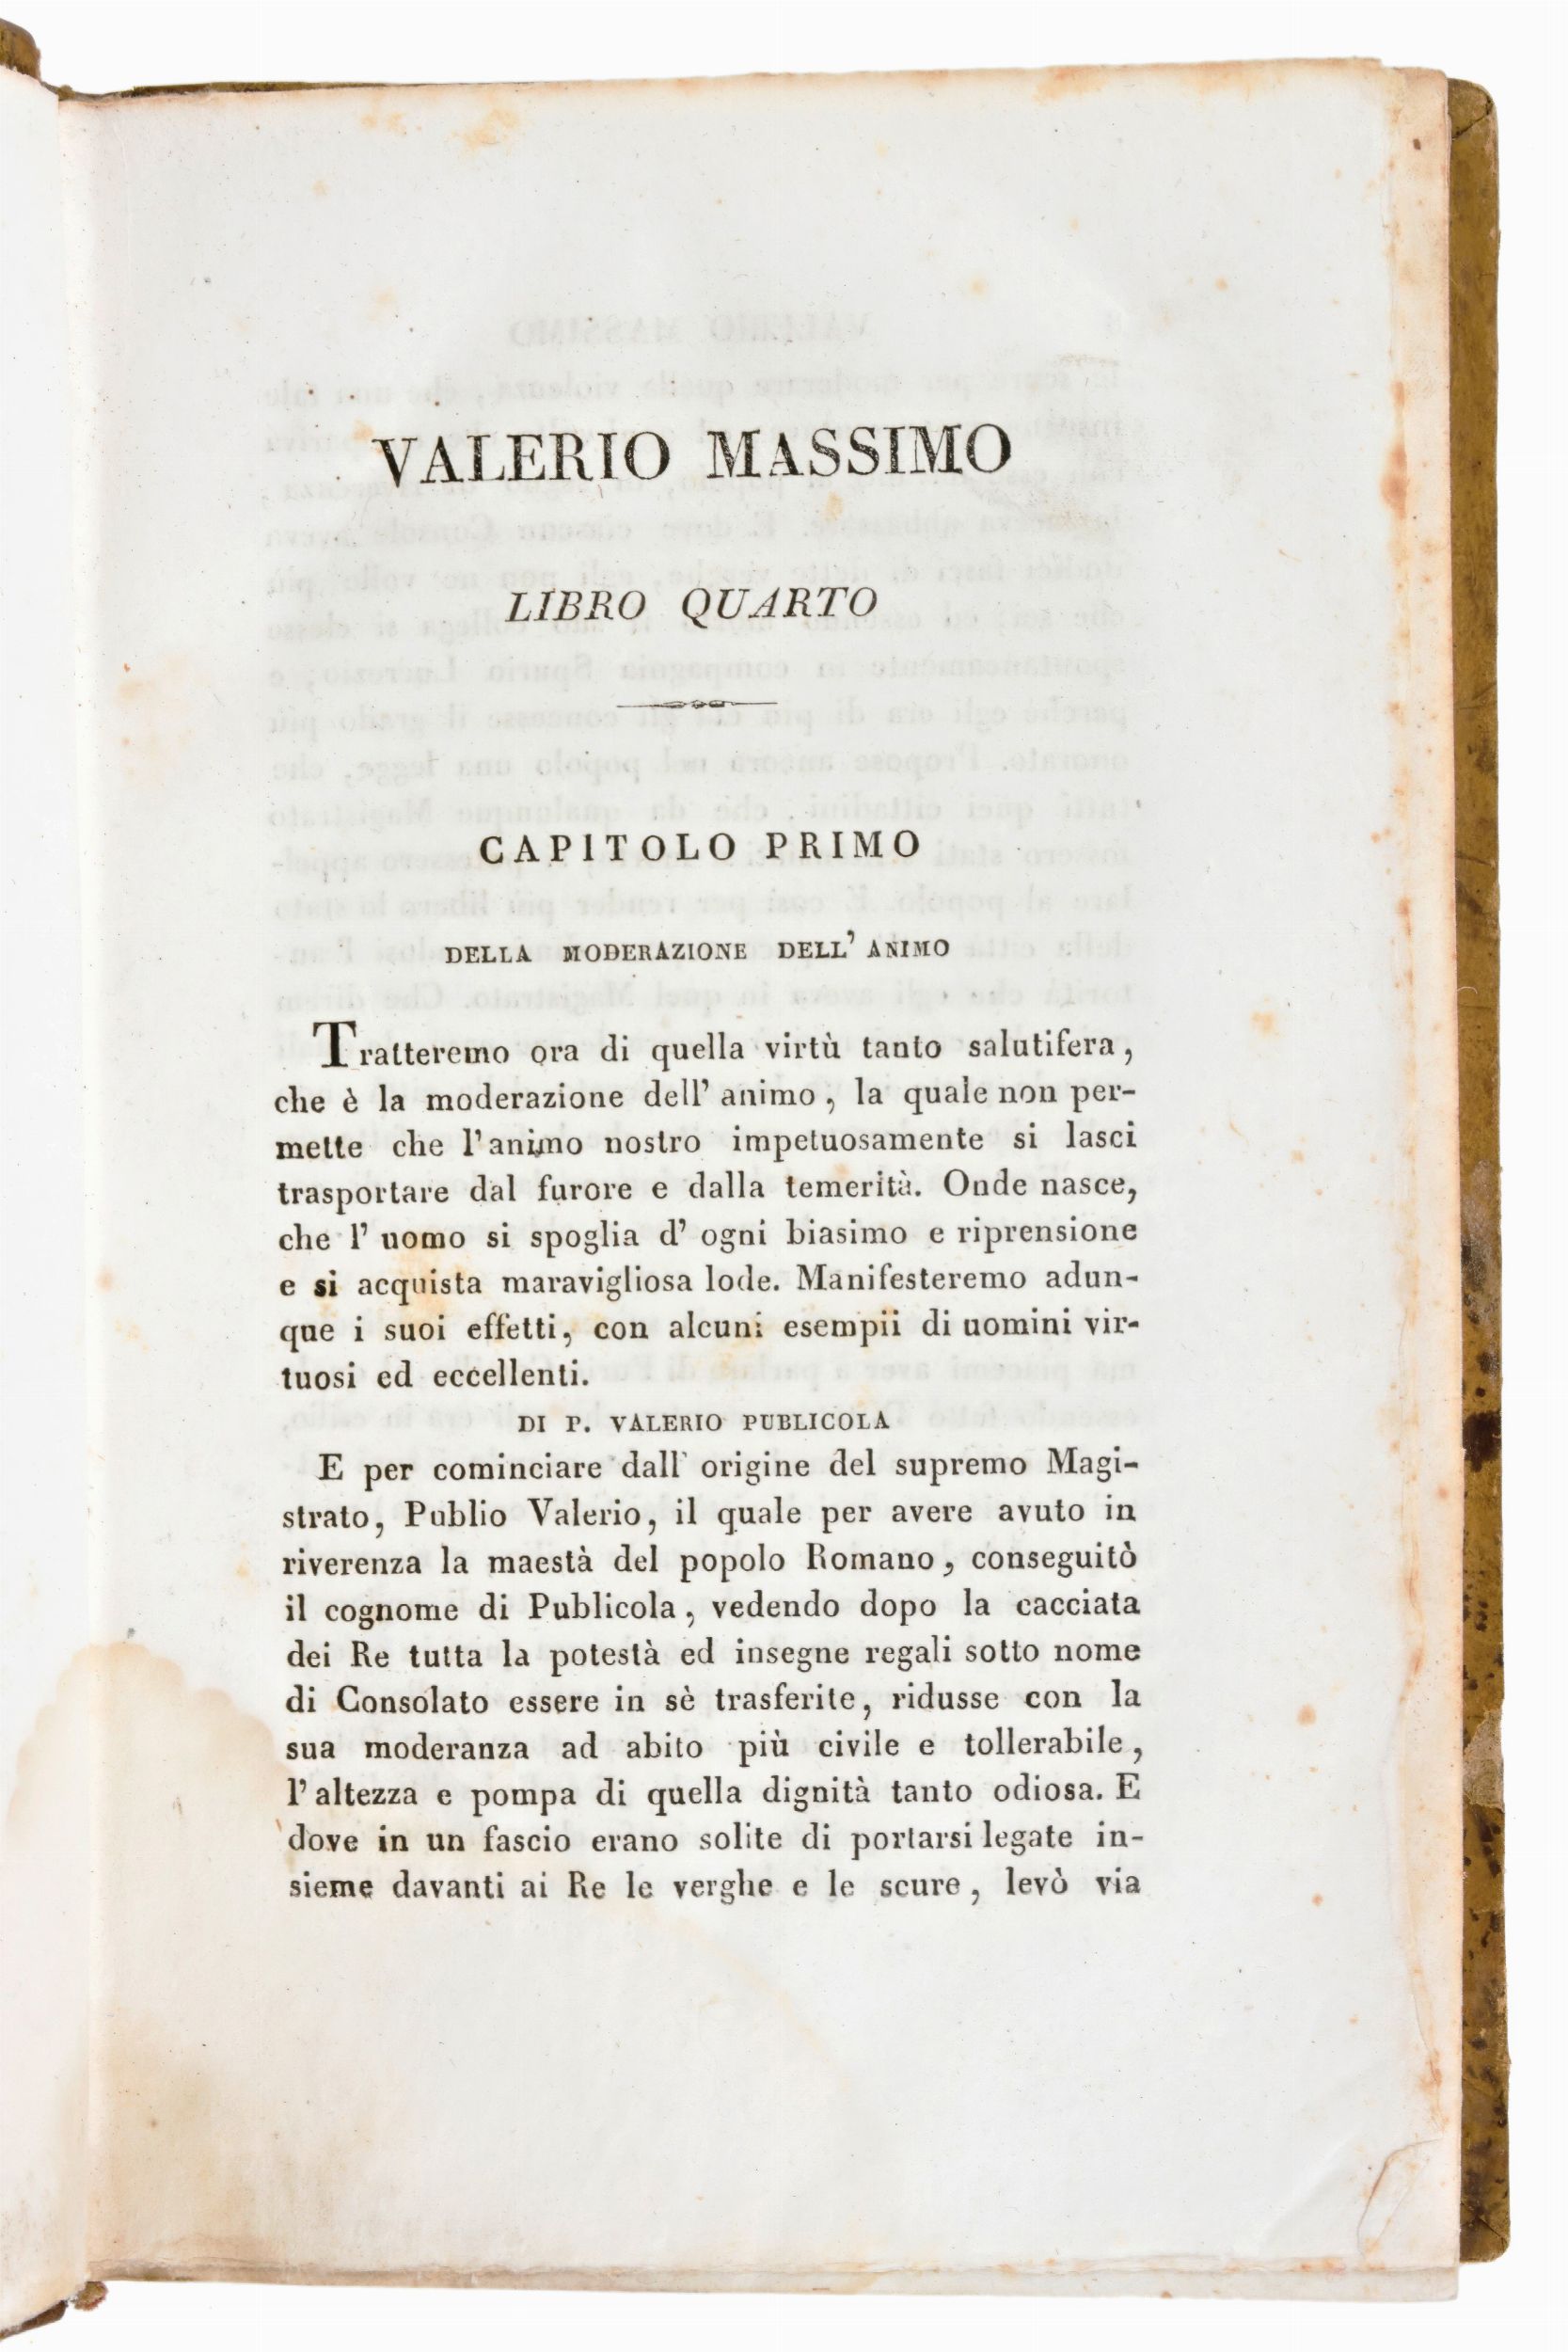 VALERIO MASSIMO
LIBRO QUARTO
CAPITOLO PRIMO
DELLA MODERAZIONE DELL' ANIMO
Tratteremo ora di quella virtù tanto salutifera,
che è la moderazione dell' animo, la quale non per-
mette che l'animo nostro impetuosamente si lasci
trasportare dal furore e dalla temerità. Onde nasce,
che l' uomo si spoglia d' ogni biasimo e riprensione
e si acquista maravigliosa lode. Manifesteremo adun-
que i suoi effetti, con alcuni esempii di uomini vir-
tuosi ed eccellenti.
DI P. VALERIO PUBLICOLA
E per cominciare dall' origine del supremo Magi-
strato, Publio Valerio, il quale per avere avuto in
riverenza la maestà del popolo Romano, conseguitò
il cognome di Publicola, vedendo dopo la cacciata
dei Re tutta la potestà ed insegne regali sotto nome
di Consolato essere in sè trasferite, ridusse con la
sua moderanza ad abito più civile e tollerabile,
l'altezza e pompa di quella dignità tanto odiosa. E
dove in un fascio erano solite di portarsi legate in-
sieme davanti ai Re le verghe e le scure, levò via